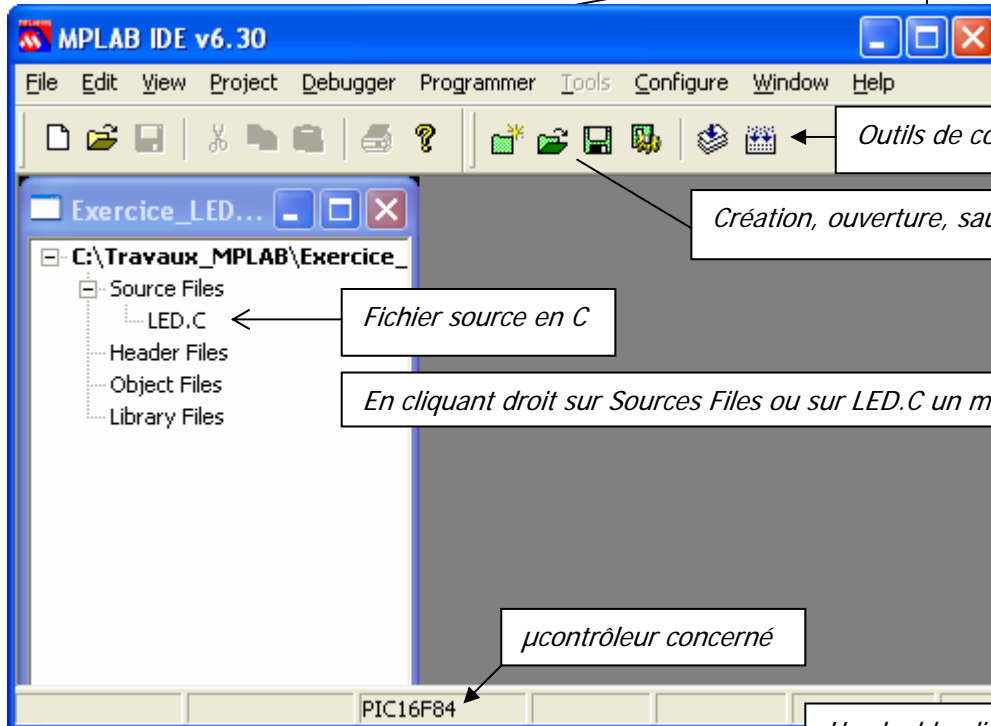 MPLAB IDE v6.30
File Edit View Project Debugger Programmer Tools Configure Window Help
Outils de
Création, ouverture,
Exercice_LED...
C:\Travaux_MPLAB\Exercice_
Source Files
LED.C
Fichier source en C
Header Files
Object Files
En cliquant droit sur Sources Files ou sur LED.C un
Library Files
µcontrôleur concerné
PIC16F84